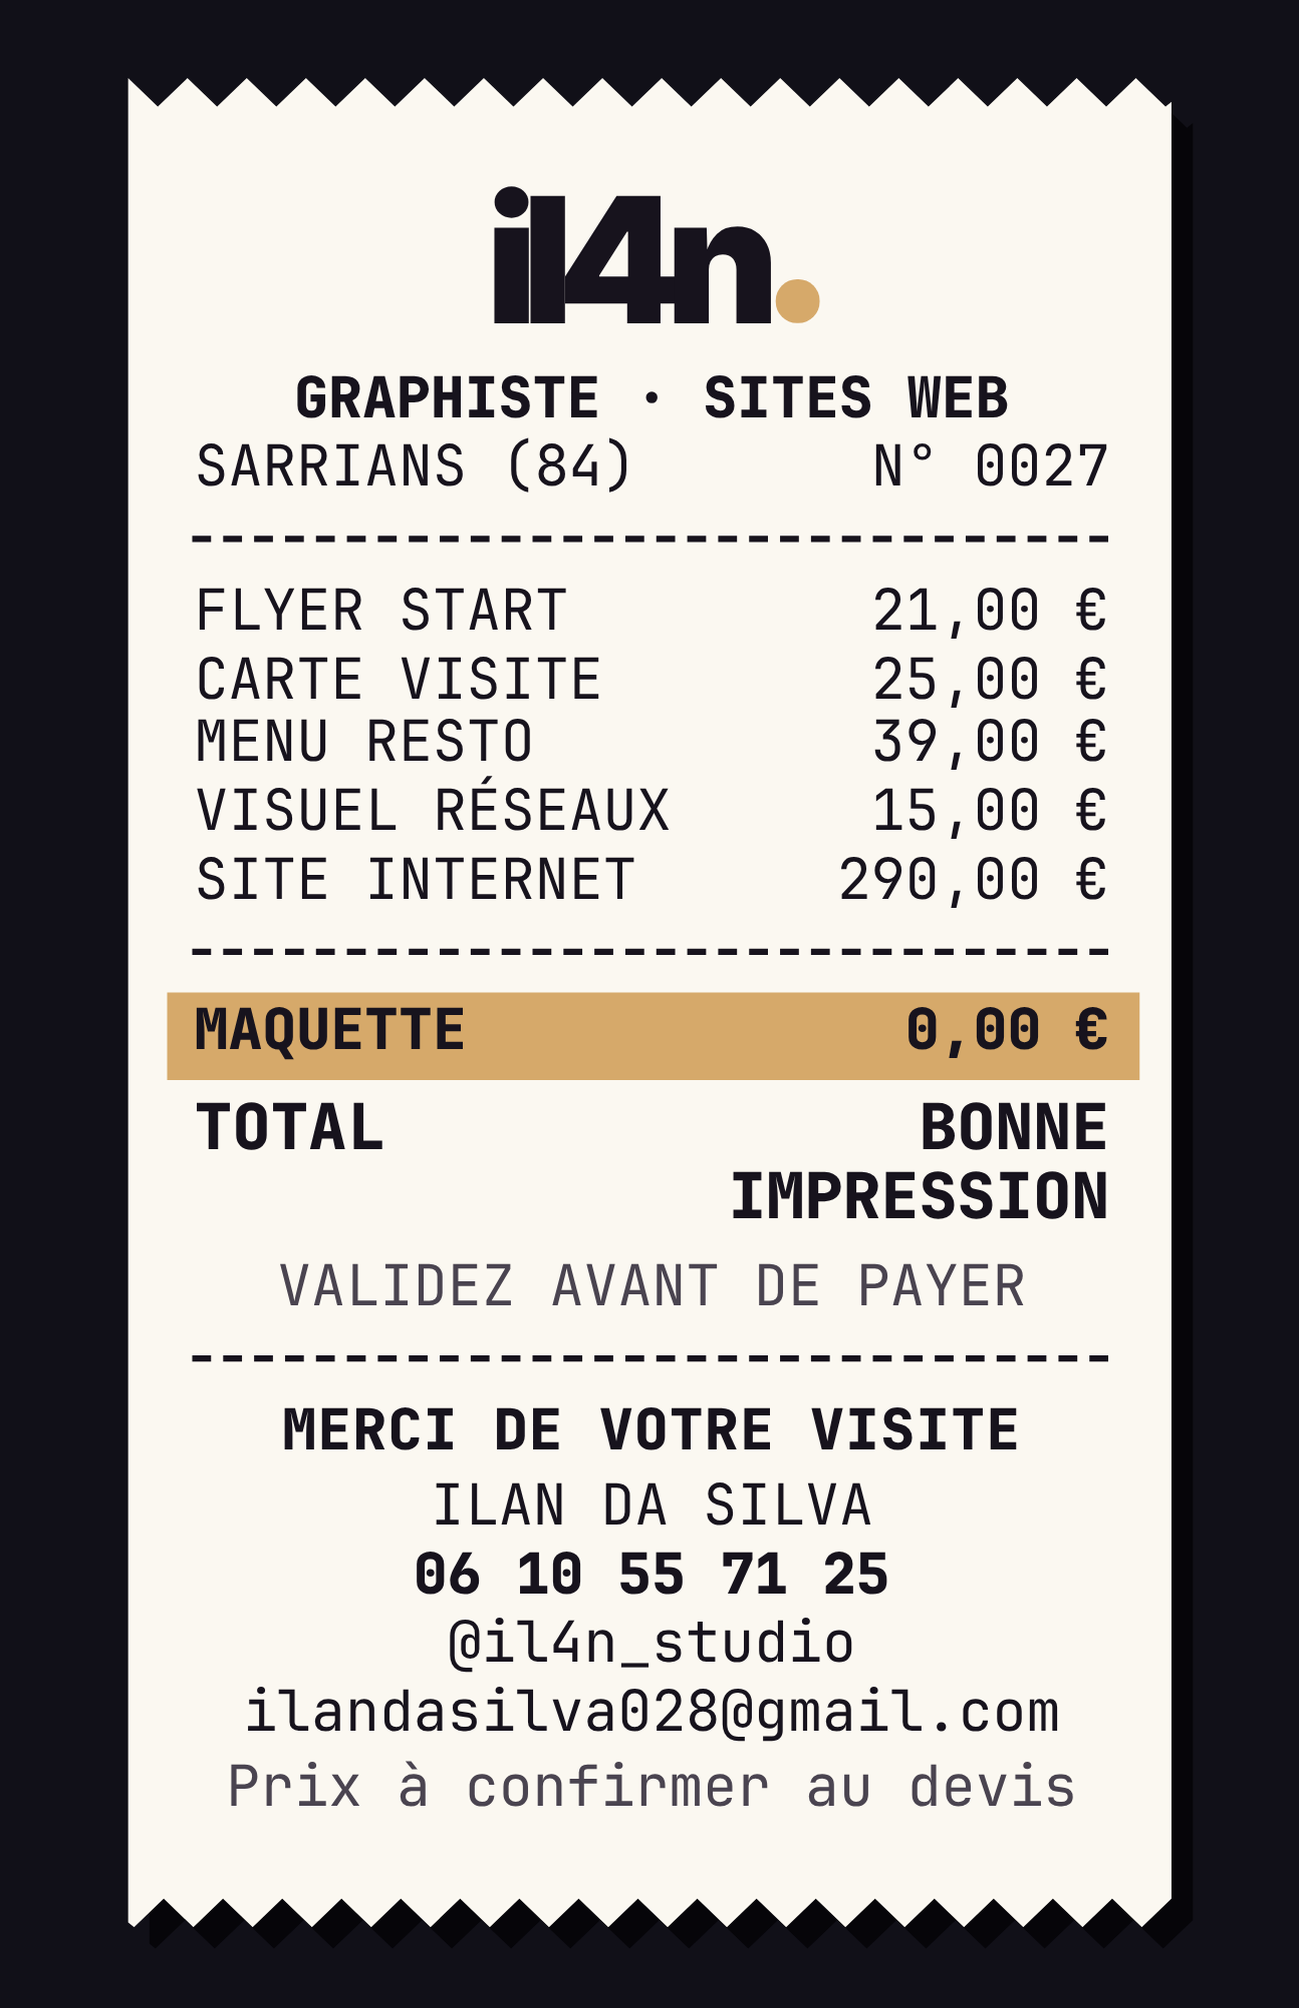 il4n.
GRAPHISTE · SITES WEB
SARRIANS (84) N° 0027
FLYER START 21,00 €
CARTE VISITE 25,00 €
MENU RESTO 39,00 €
VISUEL RÉSEAUX 15,00 €
SITE INTERNET 290,00 €
MAQUETTE 0,00 €
TOTAL BONNE
IMPRESSION
VALIDEZ AVANT DE PAYER
MERCI DE VOTRE VISITE
ILAN DA SILVA
06 10 55 71 25
@il4n_studio
ilandasilva028@gmail.com
Prix à confirmer au devis